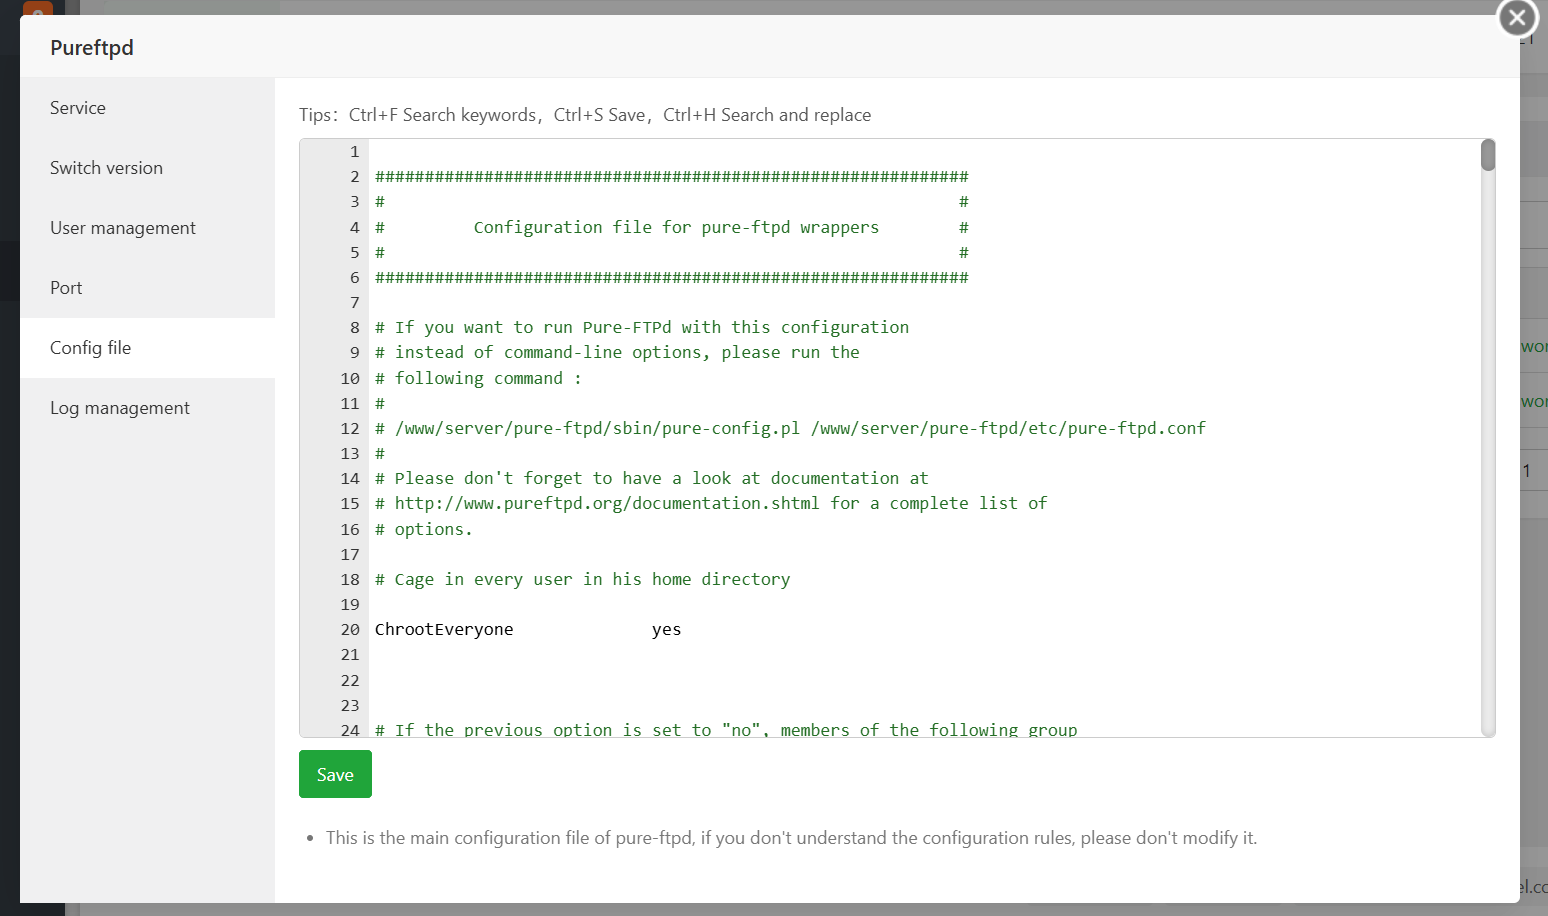 Pureftpd
Service
Switch version
User management
Port
Config file
Log management
Tips：Ctrl+F Search keywords，Ctrl+S Save，Ctrl+H Search and replace
1
2 ############################################################
3 #                                                          #
4 #         Configuration file for pure-ftpd wrappers        #
5 #                                                          #
6 ############################################################
7
8 # If you want to run Pure-FTPd with this configuration
9 # instead of command-line options, please run the
10 # following command :
11 #
12 # /www/server/pure-ftpd/sbin/pure-config.pl /www/server/pure-ftpd/etc/pure-ftpd.conf
13 #
14 # Please don't forget to have a look at documentation at
15 # http://www.pureftpd.org/documentation.shtml for a complete list of
16 # options.
17
18 # Cage in every user in his home directory
19
20 ChrootEveryone              yes
21
22
23
24 # If the previous option is set to "no", members of the following group
Save
• This is the main configuration file of pure-ftpd, if you don't understand the configuration rules, please don't modify it.